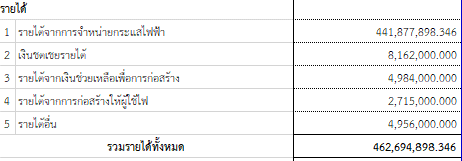 รายได้
1 รายได้จากการจำหน่ายกระแสไฟฟ้า 441,877,898.346
2 เงินชดเชยรายได้ 8,162,000.000
3 รายได้จากเงินช่วยเหลือเพื่อการก่อสร้าง 4,984,000.000
4 รายได้จากการก่อสร้างให้ผู้ใช้ไฟ 2,715,000.000
5 รายได้อื่น 4,956,000.000
รวมรายได้ทั้งหมด 462,694,898.346